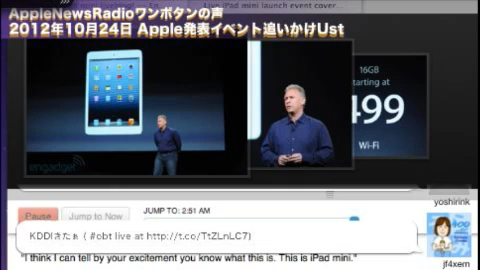 Live iPad mini launch event cover...
AppleNewsRadioワンボタンの声
2012年10月24日 Apple発表イベント追いかけUst
16GB
starting at
$499
Wi-Fi
engadget
yoshirink
Pause
Jump to Now
JUMP TO: 2:51 AM
KDDIきたぉ ( #obt live at http://t.co/TtZLnLC7)
"I think I can tell by your excitement you know what this is. This is iPad mini."
jf4xem